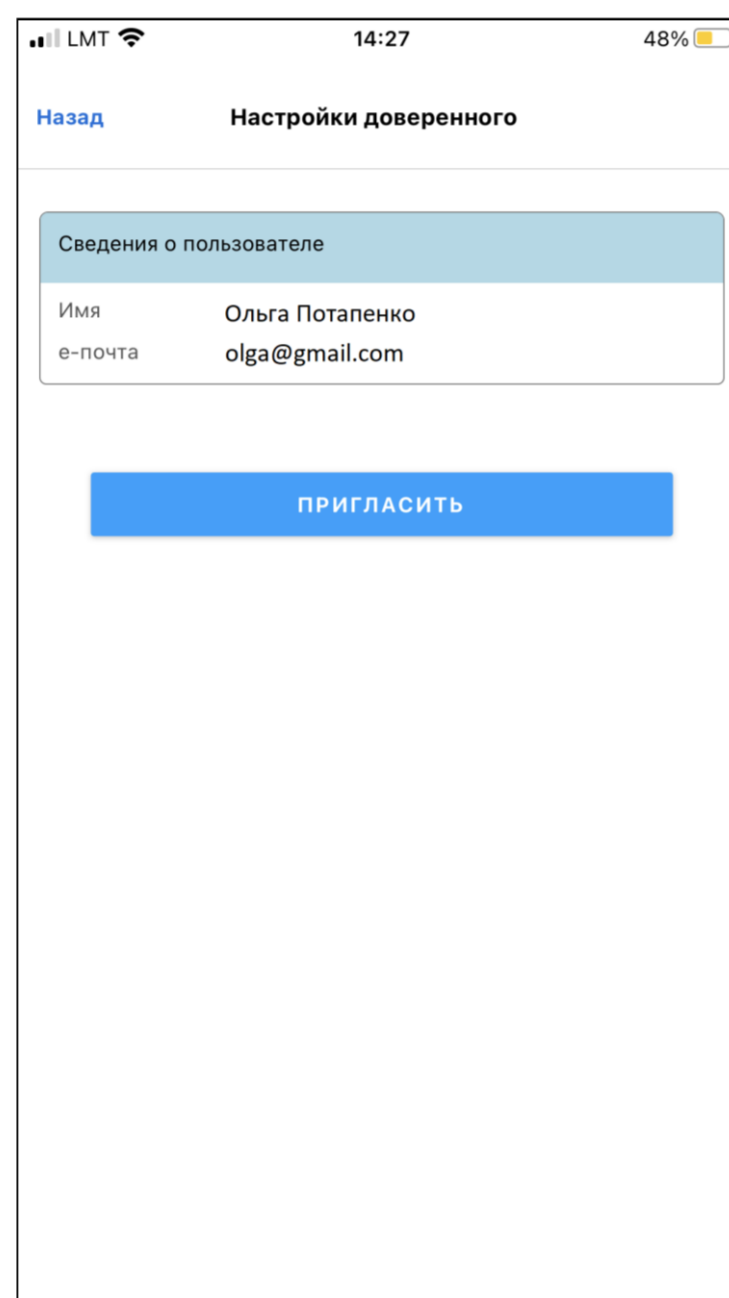 LMT 14:27 48%
Назад Настройки доверенного
Сведения о пользователе
Имя Ольга Потапенко
е-почта olga@gmail.com
ПРИГЛАСИТЬ